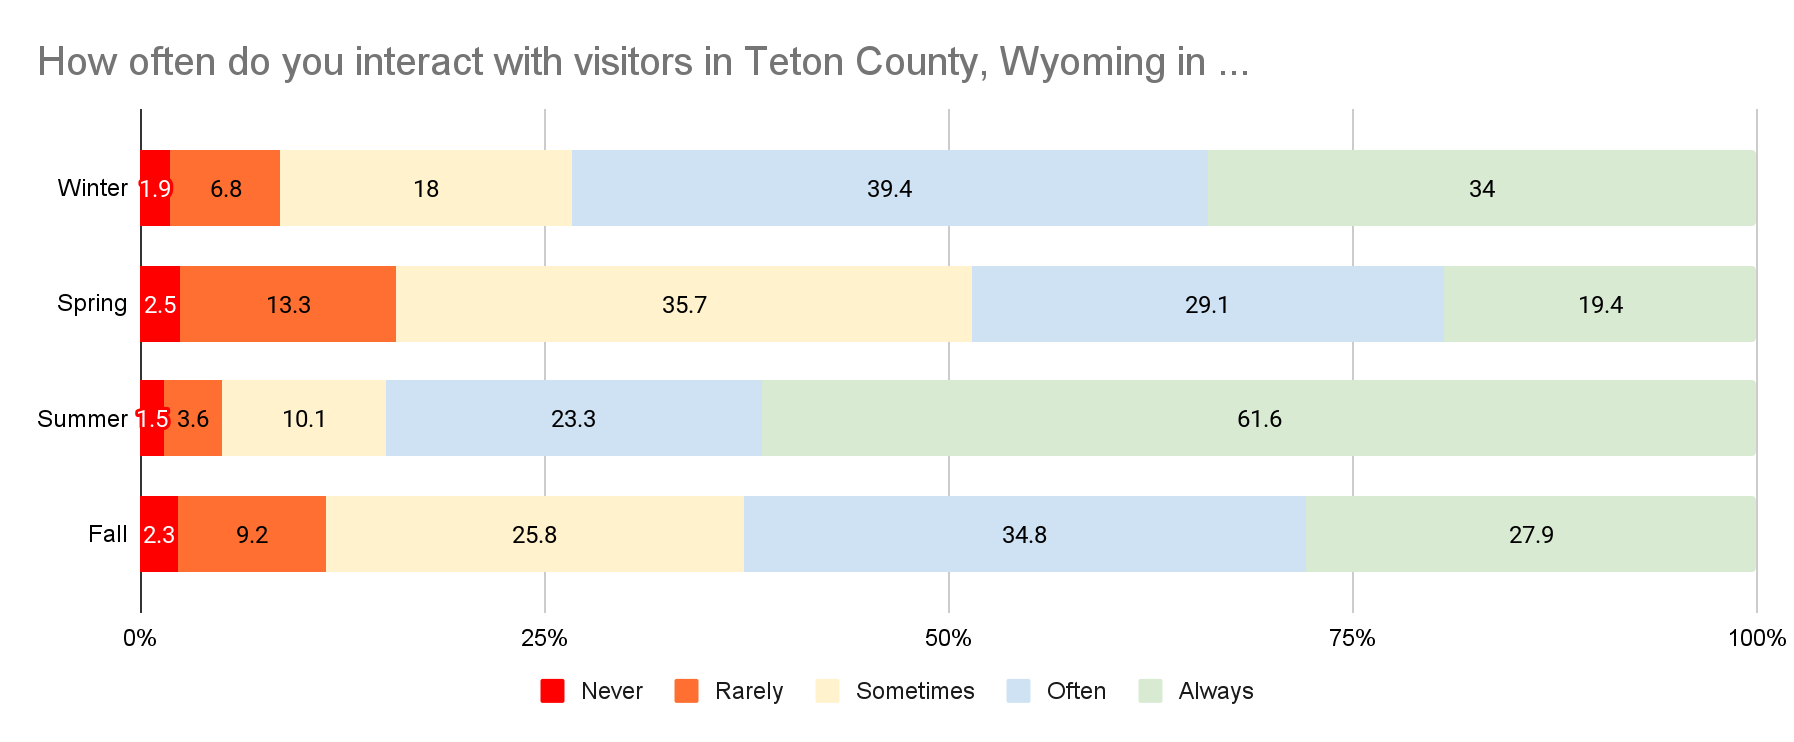 How often do you interact with visitors in Teton County, Wyoming in ...
Winter 1.9 6.8 18 39.4 34
Spring 2.5 13.3 35.7 29.1 19.4
Summer 1.5 3.6 10.1 23.3 61.6
Fall 2.3 9.2 25.8 34.8 27.9
0% 25% 50% 75% 100%
Never Rarely Sometimes Often Always